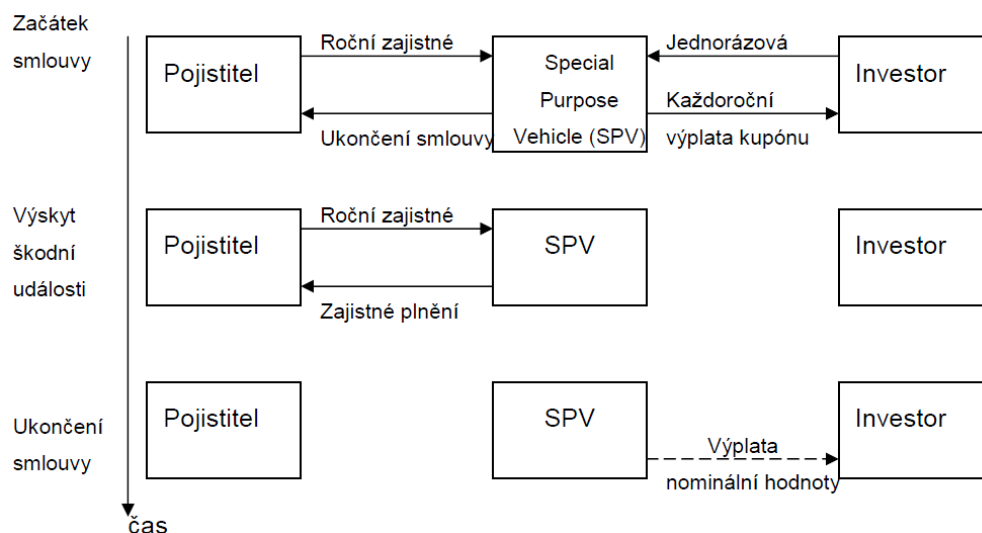 Začátek
smlouvy
Pojistitel
Roční zajistné
Ukončení smlouvy
Special
Purpose
Vehicle (SPV)
Jednorázová
Každoroční
výplata kupónu
Investor
Výskyt
škodní
události
Pojistitel
Roční zajistné
Zajistné plnění
SPV
Investor
Ukončení
smlouvy
Pojistitel
SPV
Výplata
nominální hodnoty
Investor
čas